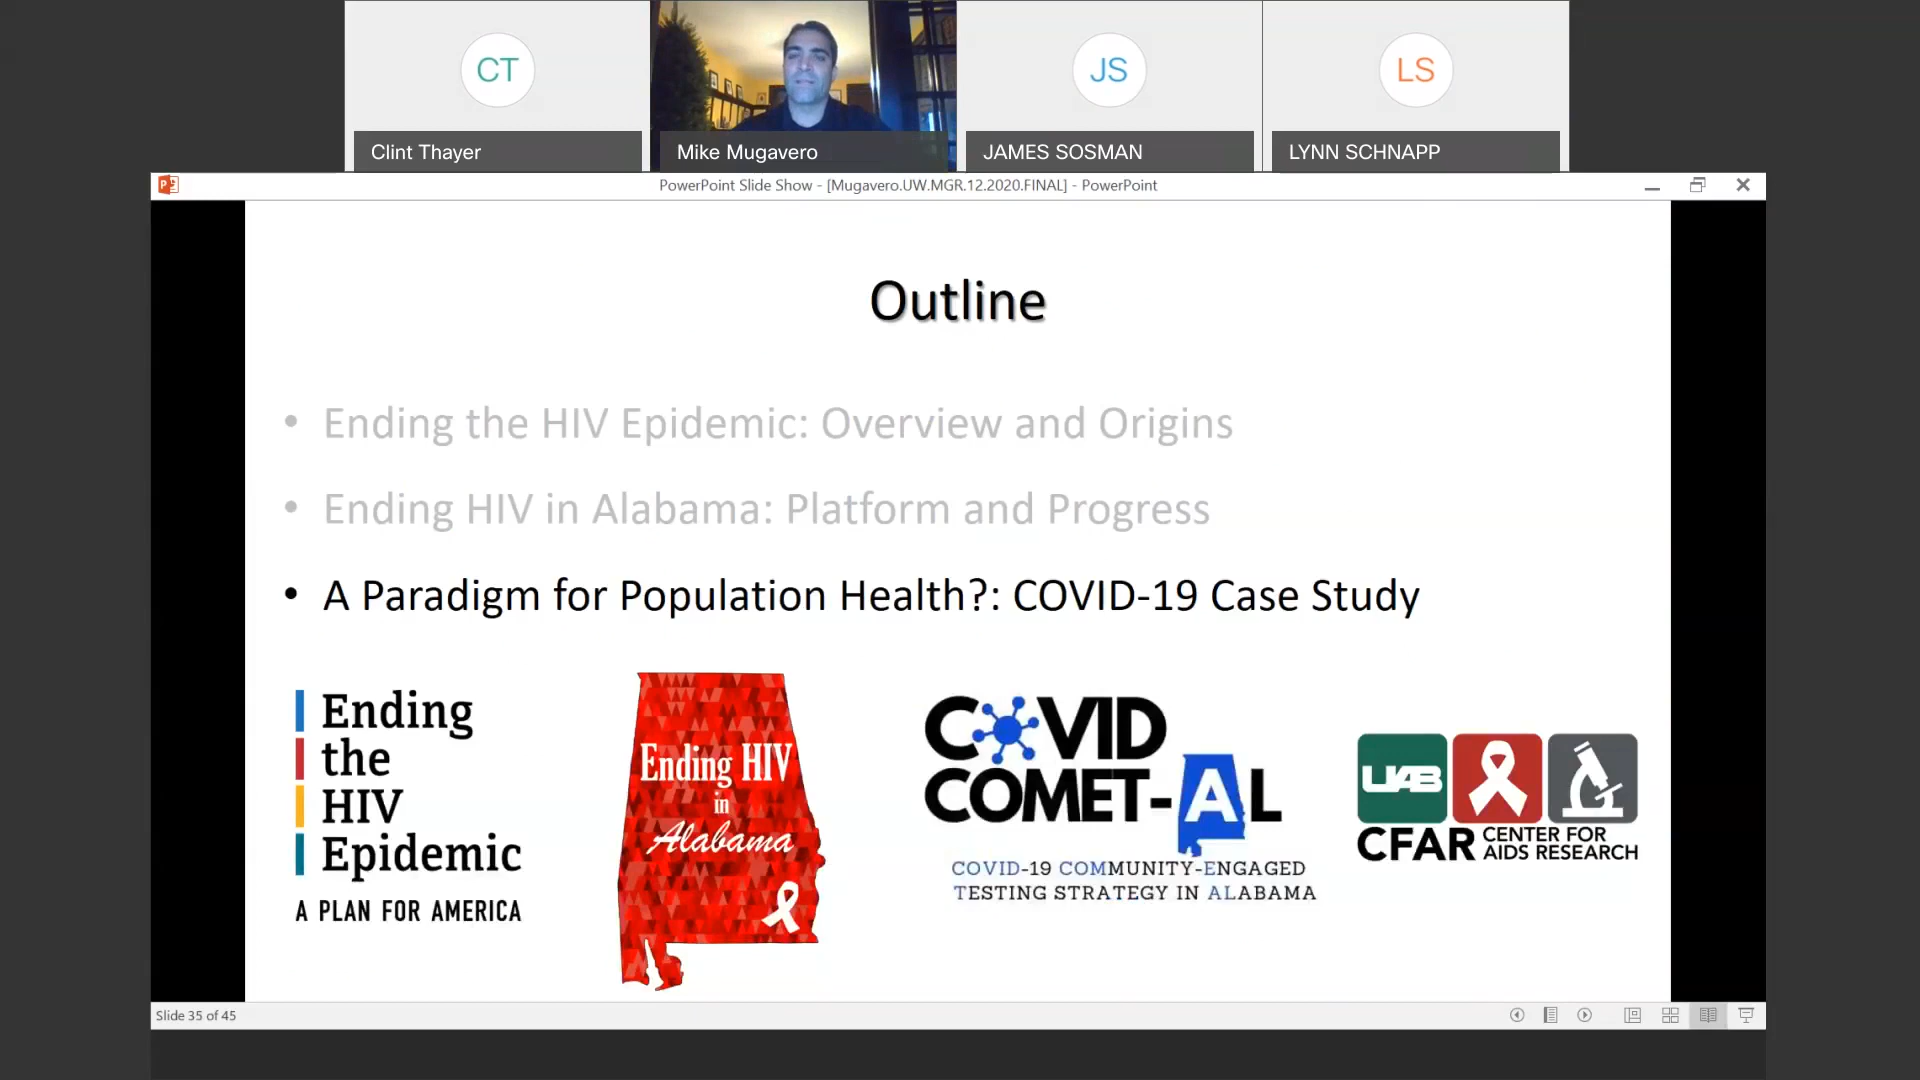 CT
JS
LS
Clint Thayer
Mike Mugavero
JAMES SOSMAN
LYNN SCHNAPP
PowerPoint Slide Show - [Mugavero.UW.MGR.12.2020.FINAL] - PowerPoint
Outline
• Ending the HIV Epidemic: Overview and Origins
• Ending HIV in Alabama: Platform and Progress
• A Paradigm for Population Health?: COVID-19 Case Study
Ending
the
HIV
Epidemic
A PLAN FOR AMERICA
Ending HIV
in
Alabama
COVID
COMET-AL
COVID-19 COMMUNITY-ENGAGED
TESTING STRATEGY IN ALABAMA
UAB
CFAR CENTER FOR
AIDS RESEARCH
Slide 35 of 45